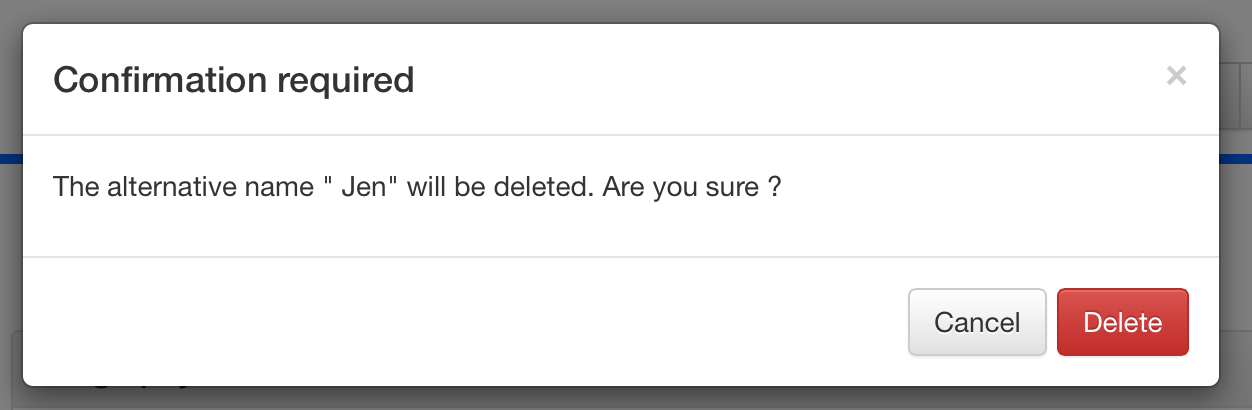 Confirmation required
×
The alternative name " Jen" will be deleted. Are you sure ?
Cancel
Delete